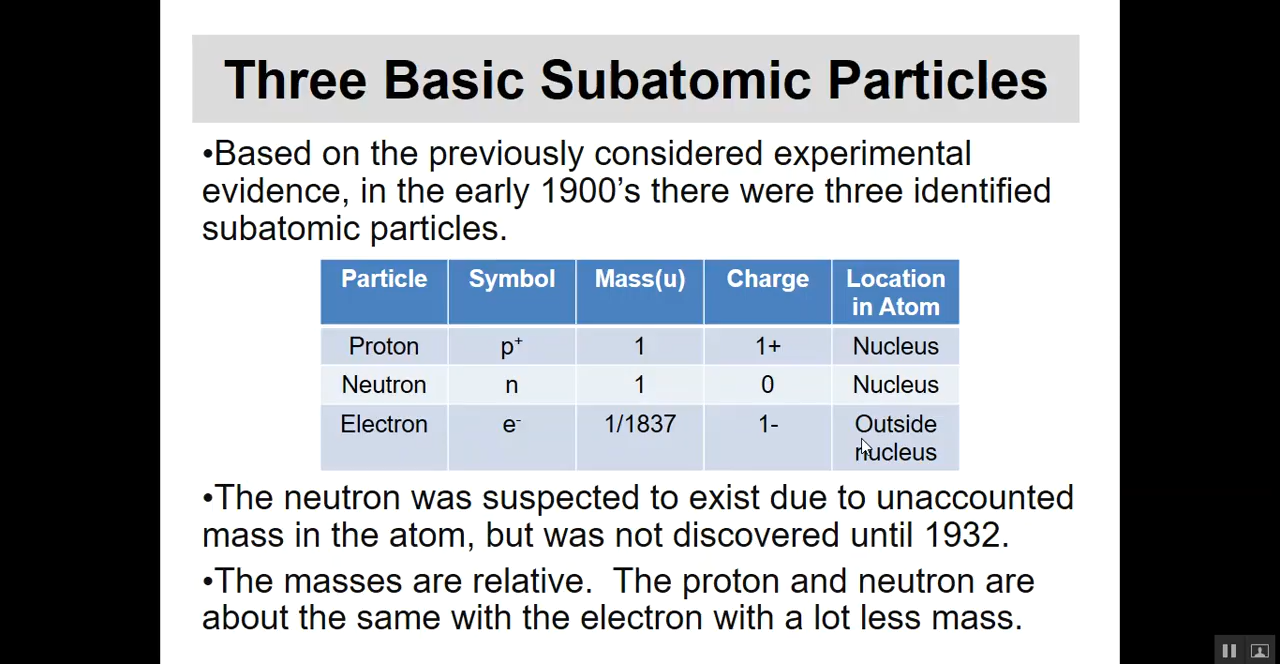 Three Basic Subatomic Particles
•Based on the previously considered experimental
evidence, in the early 1900’s there were three identified
subatomic particles.
Particle Symbol Mass(u) Charge Location
in Atom
Proton p⁺ 1 1+ Nucleus
Neutron n 1 0 Nucleus
Electron e⁻ 1/1837 1- Outside
nucleus
•The neutron was suspected to exist due to unaccounted
mass in the atom, but was not discovered until 1932.
•The masses are relative.  The proton and neutron are
about the same with the electron with a lot less mass.